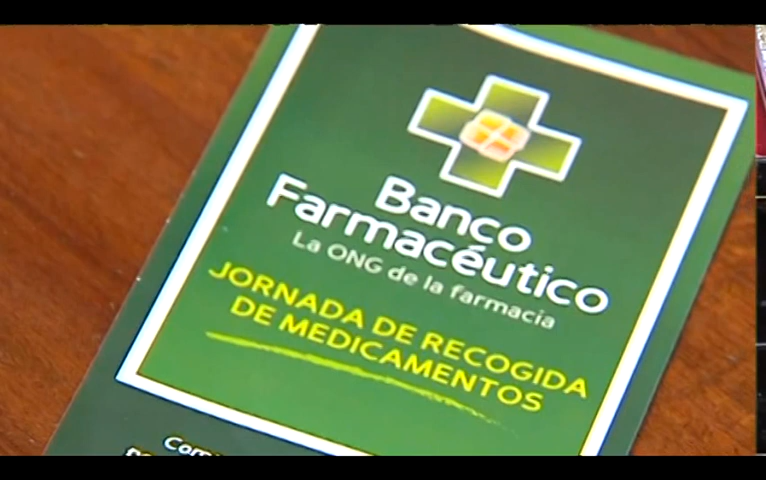 Banco
Farmacéutico
La ONG de la farmacia
JORNADA DE RECOGIDA
DE MEDICAMENTOS